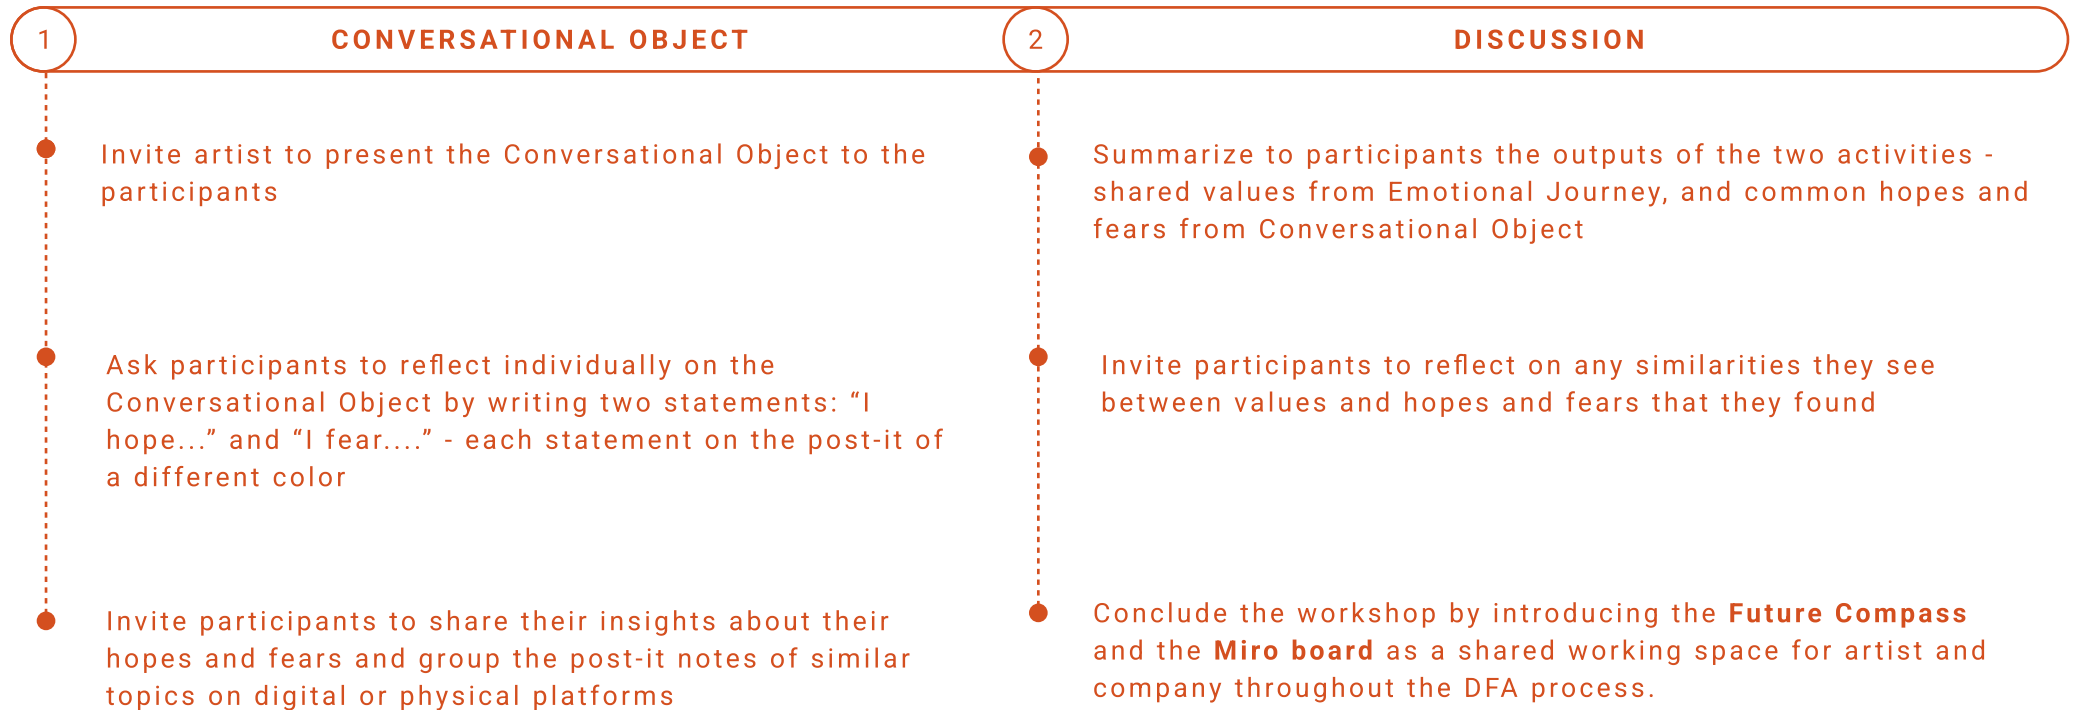 1
CONVERSATIONAL OBJECT
Invite artist to present the Conversational Object to the
participants
Ask participants to reflect individually on the
Conversational Object by writing two statements: “I
hope...” and “I fear....” - each statement on the post-it of
a different color
Invite participants to share their insights about their
hopes and fears and group the post-it notes of similar
topics on digital or physical platforms
2
DISCUSSION
Summarize to participants the outputs of the two activities -
shared values from Emotional Journey, and common hopes and
fears from Conversational Object
Invite participants to reflect on any similarities they see
between values and hopes and fears that they found
Conclude the workshop by introducing the Future Compass
and the Miro board as a shared working space for artist and
company throughout the DFA process.